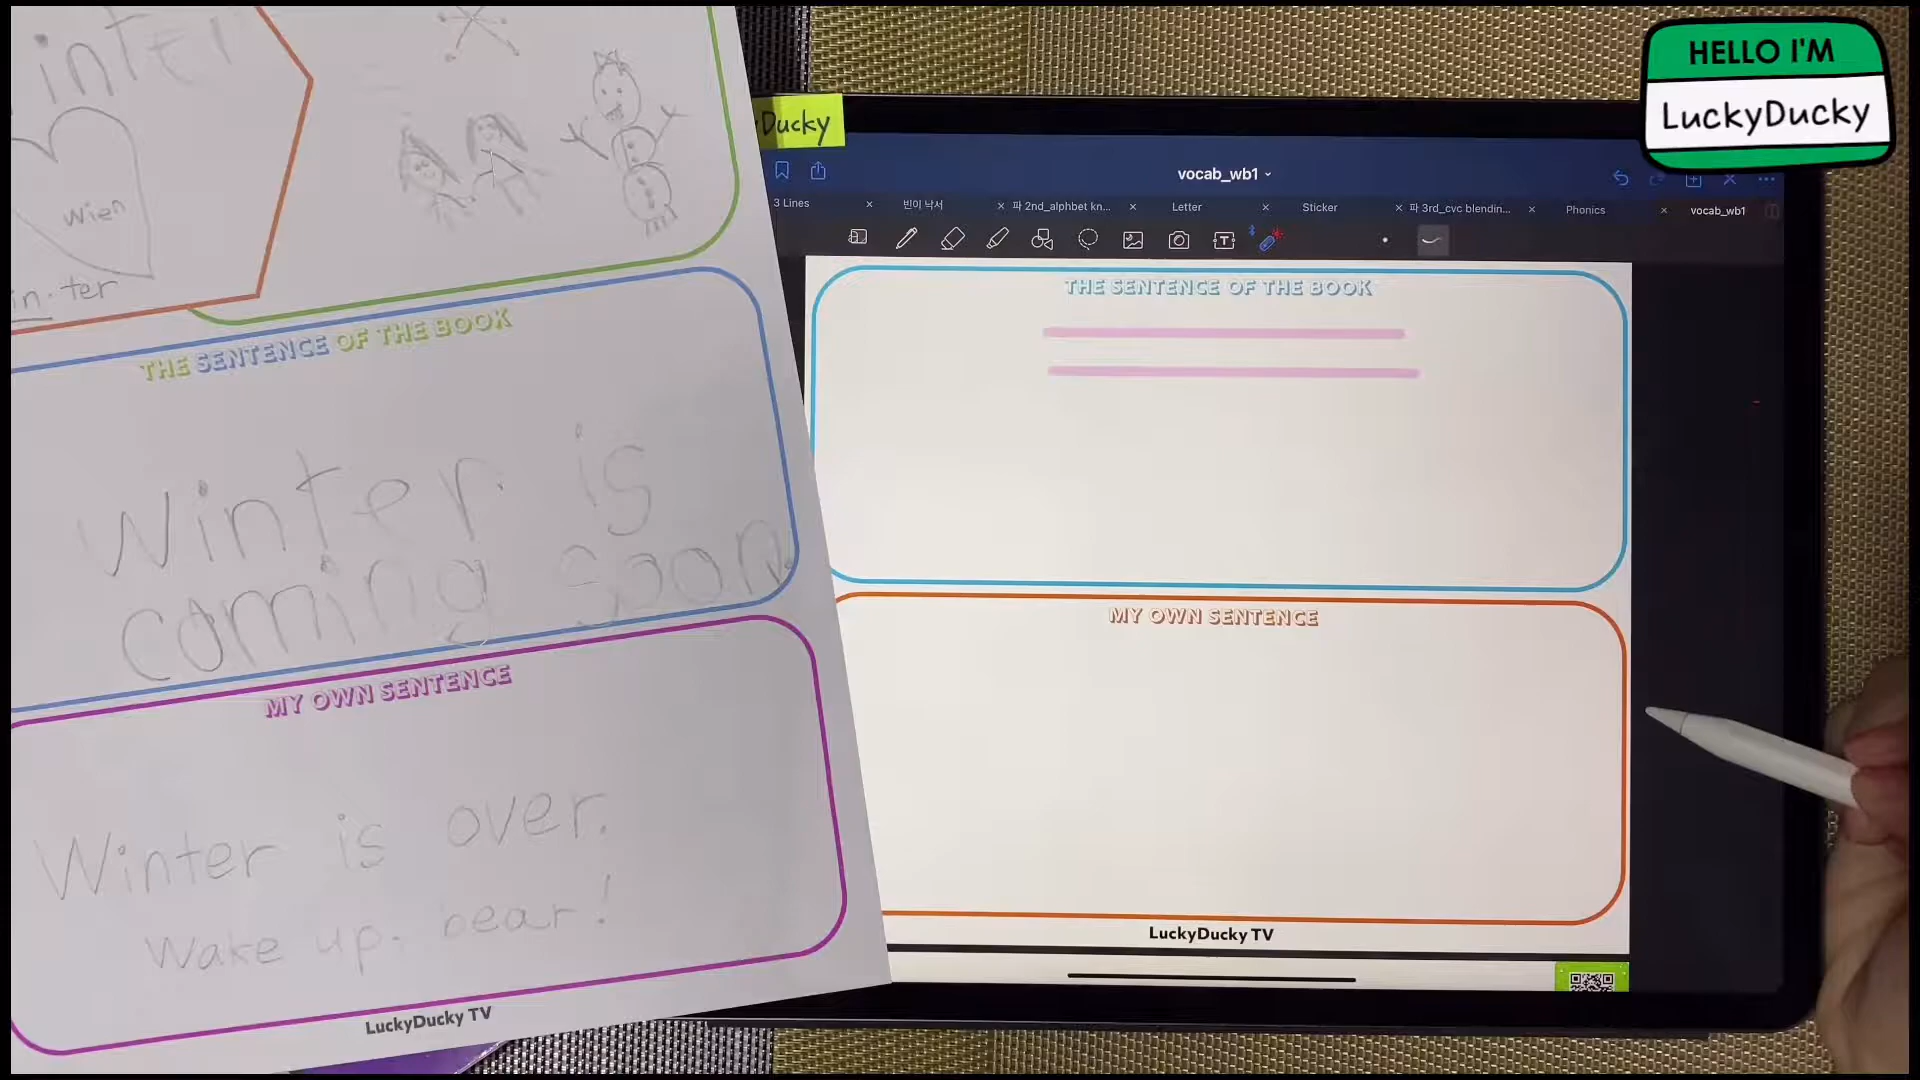 inter
wien
in.ter
THE SENTENCE OF THE BOOK
Winter is
coming soon
MY OWN SENTENCE
Winter is over.
Wake up. bear!
LuckyDucky TV
Ducky
HELLO I'M
LuckyDucky
vocab_wb1
3 Lines
빈이 낙서
파 2nd_alphbet kn...
Letter
Sticker
파 3rd_cvc blendin...
Phonics
vocab_wb1
THE SENTENCE OF THE BOOK
MY OWN SENTENCE
LuckyDucky TV